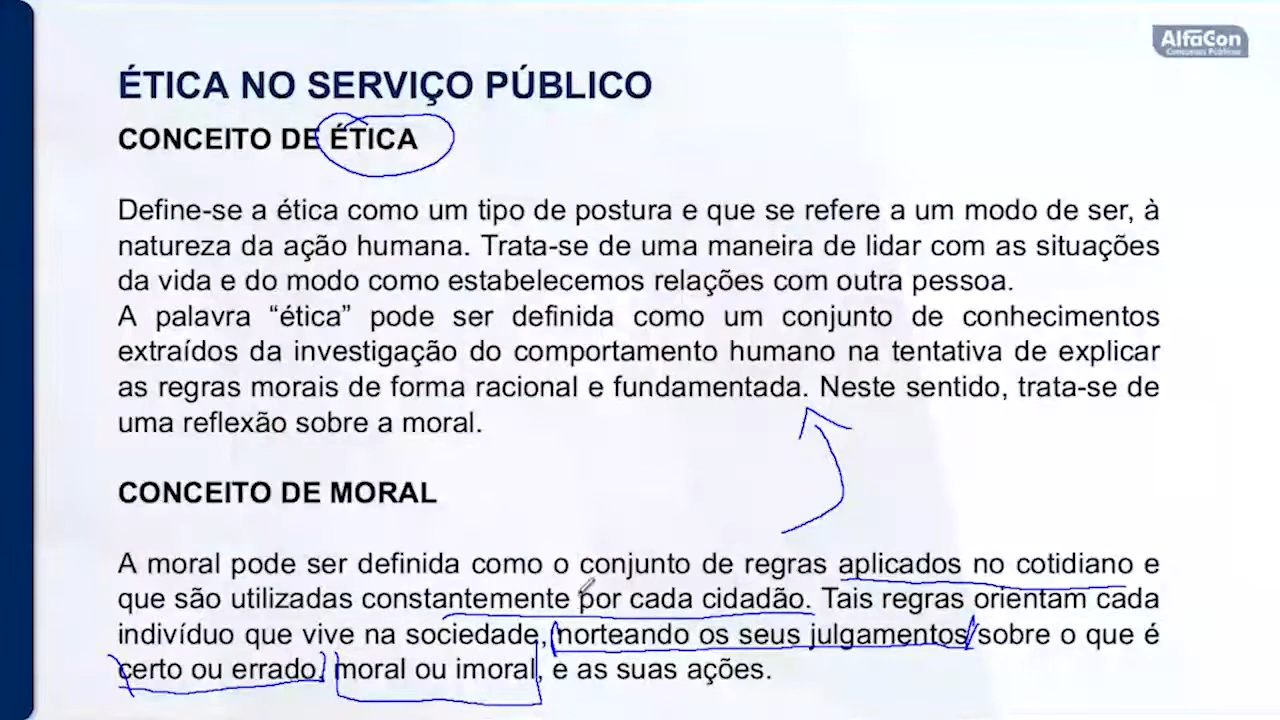 AlfaCon
Concursos Públicos
ÉTICA NO SERVIÇO PÚBLICO
CONCEITO DE ÉTICA
Define-se a ética como um tipo de postura e que se refere a um modo de ser, à
natureza da ação humana. Trata-se de uma maneira de lidar com as situações
da vida e do modo como estabelecemos relações com outra pessoa.
A palavra “ética” pode ser definida como um conjunto de conhecimentos
extraídos da investigação do comportamento humano na tentativa de explicar
as regras morais de forma racional e fundamentada. Neste sentido, trata-se de
uma reflexão sobre a moral.
CONCEITO DE MORAL
A moral pode ser definida como o conjunto de regras aplicados no cotidiano e
que são utilizadas constantemente por cada cidadão. Tais regras orientam cada
indivíduo que vive na sociedade, norteando os seus julgamentos sobre o que é
certo ou errado, moral ou imoral, e as suas ações.